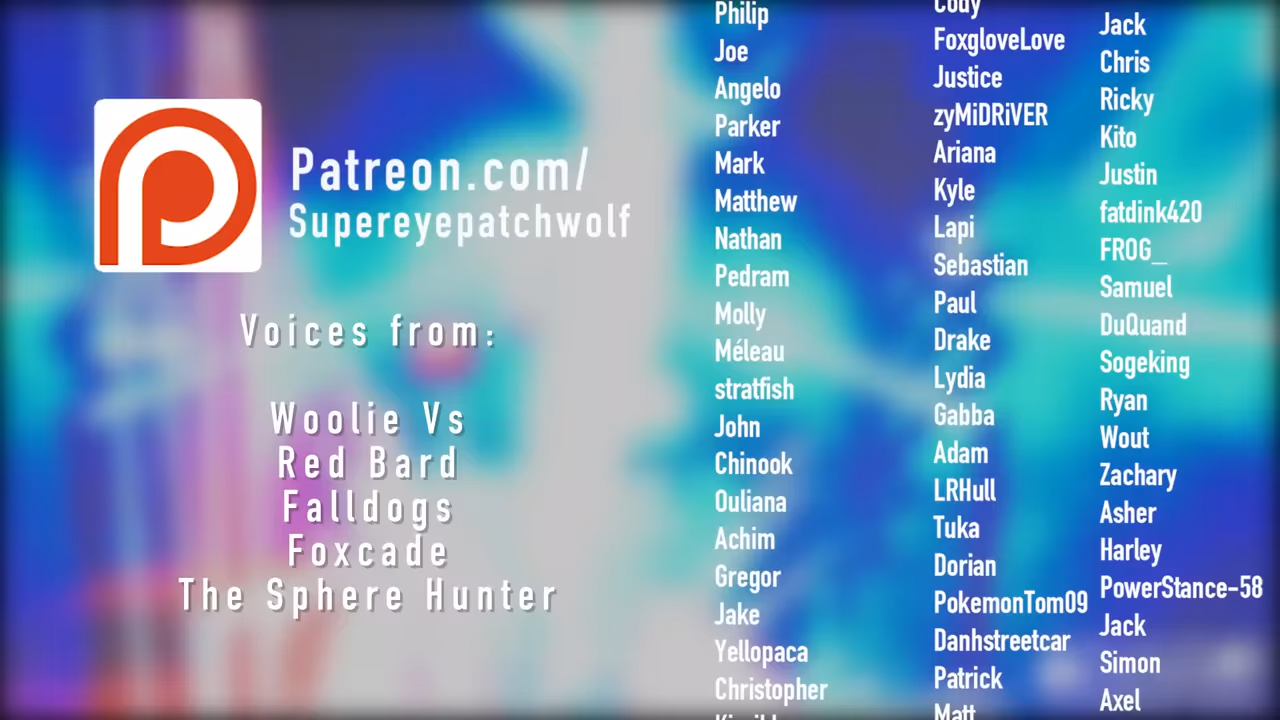 Patreon.com/
Supereyepatchwolf
Voices from:
Woolie Vs
Red Bard
Falldogs
Foxcade
The Sphere Hunter
Philip
Joe
Angelo
Parker
Mark
Matthew
Nathan
Pedram
Molly
Méleau
stratfish
John
Chinook
Ouliana
Achim
Gregor
Jake
Yellopaca
Christopher
Cody
FoxgloveLove
Justice
zyMiDRiVER
Ariana
Kyle
Lapi
Sebastian
Paul
Drake
Lydia
Gabba
Adam
LRHull
Tuka
Dorian
PokemonTom09
Danhstreetcar
Patrick
Matt
Jack
Chris
Ricky
Kito
Justin
fatdink420
FROG_
Samuel
DuQuand
Sogeking
Ryan
Wout
Zachary
Asher
Harley
PowerStance-58
Jack
Simon
Axel